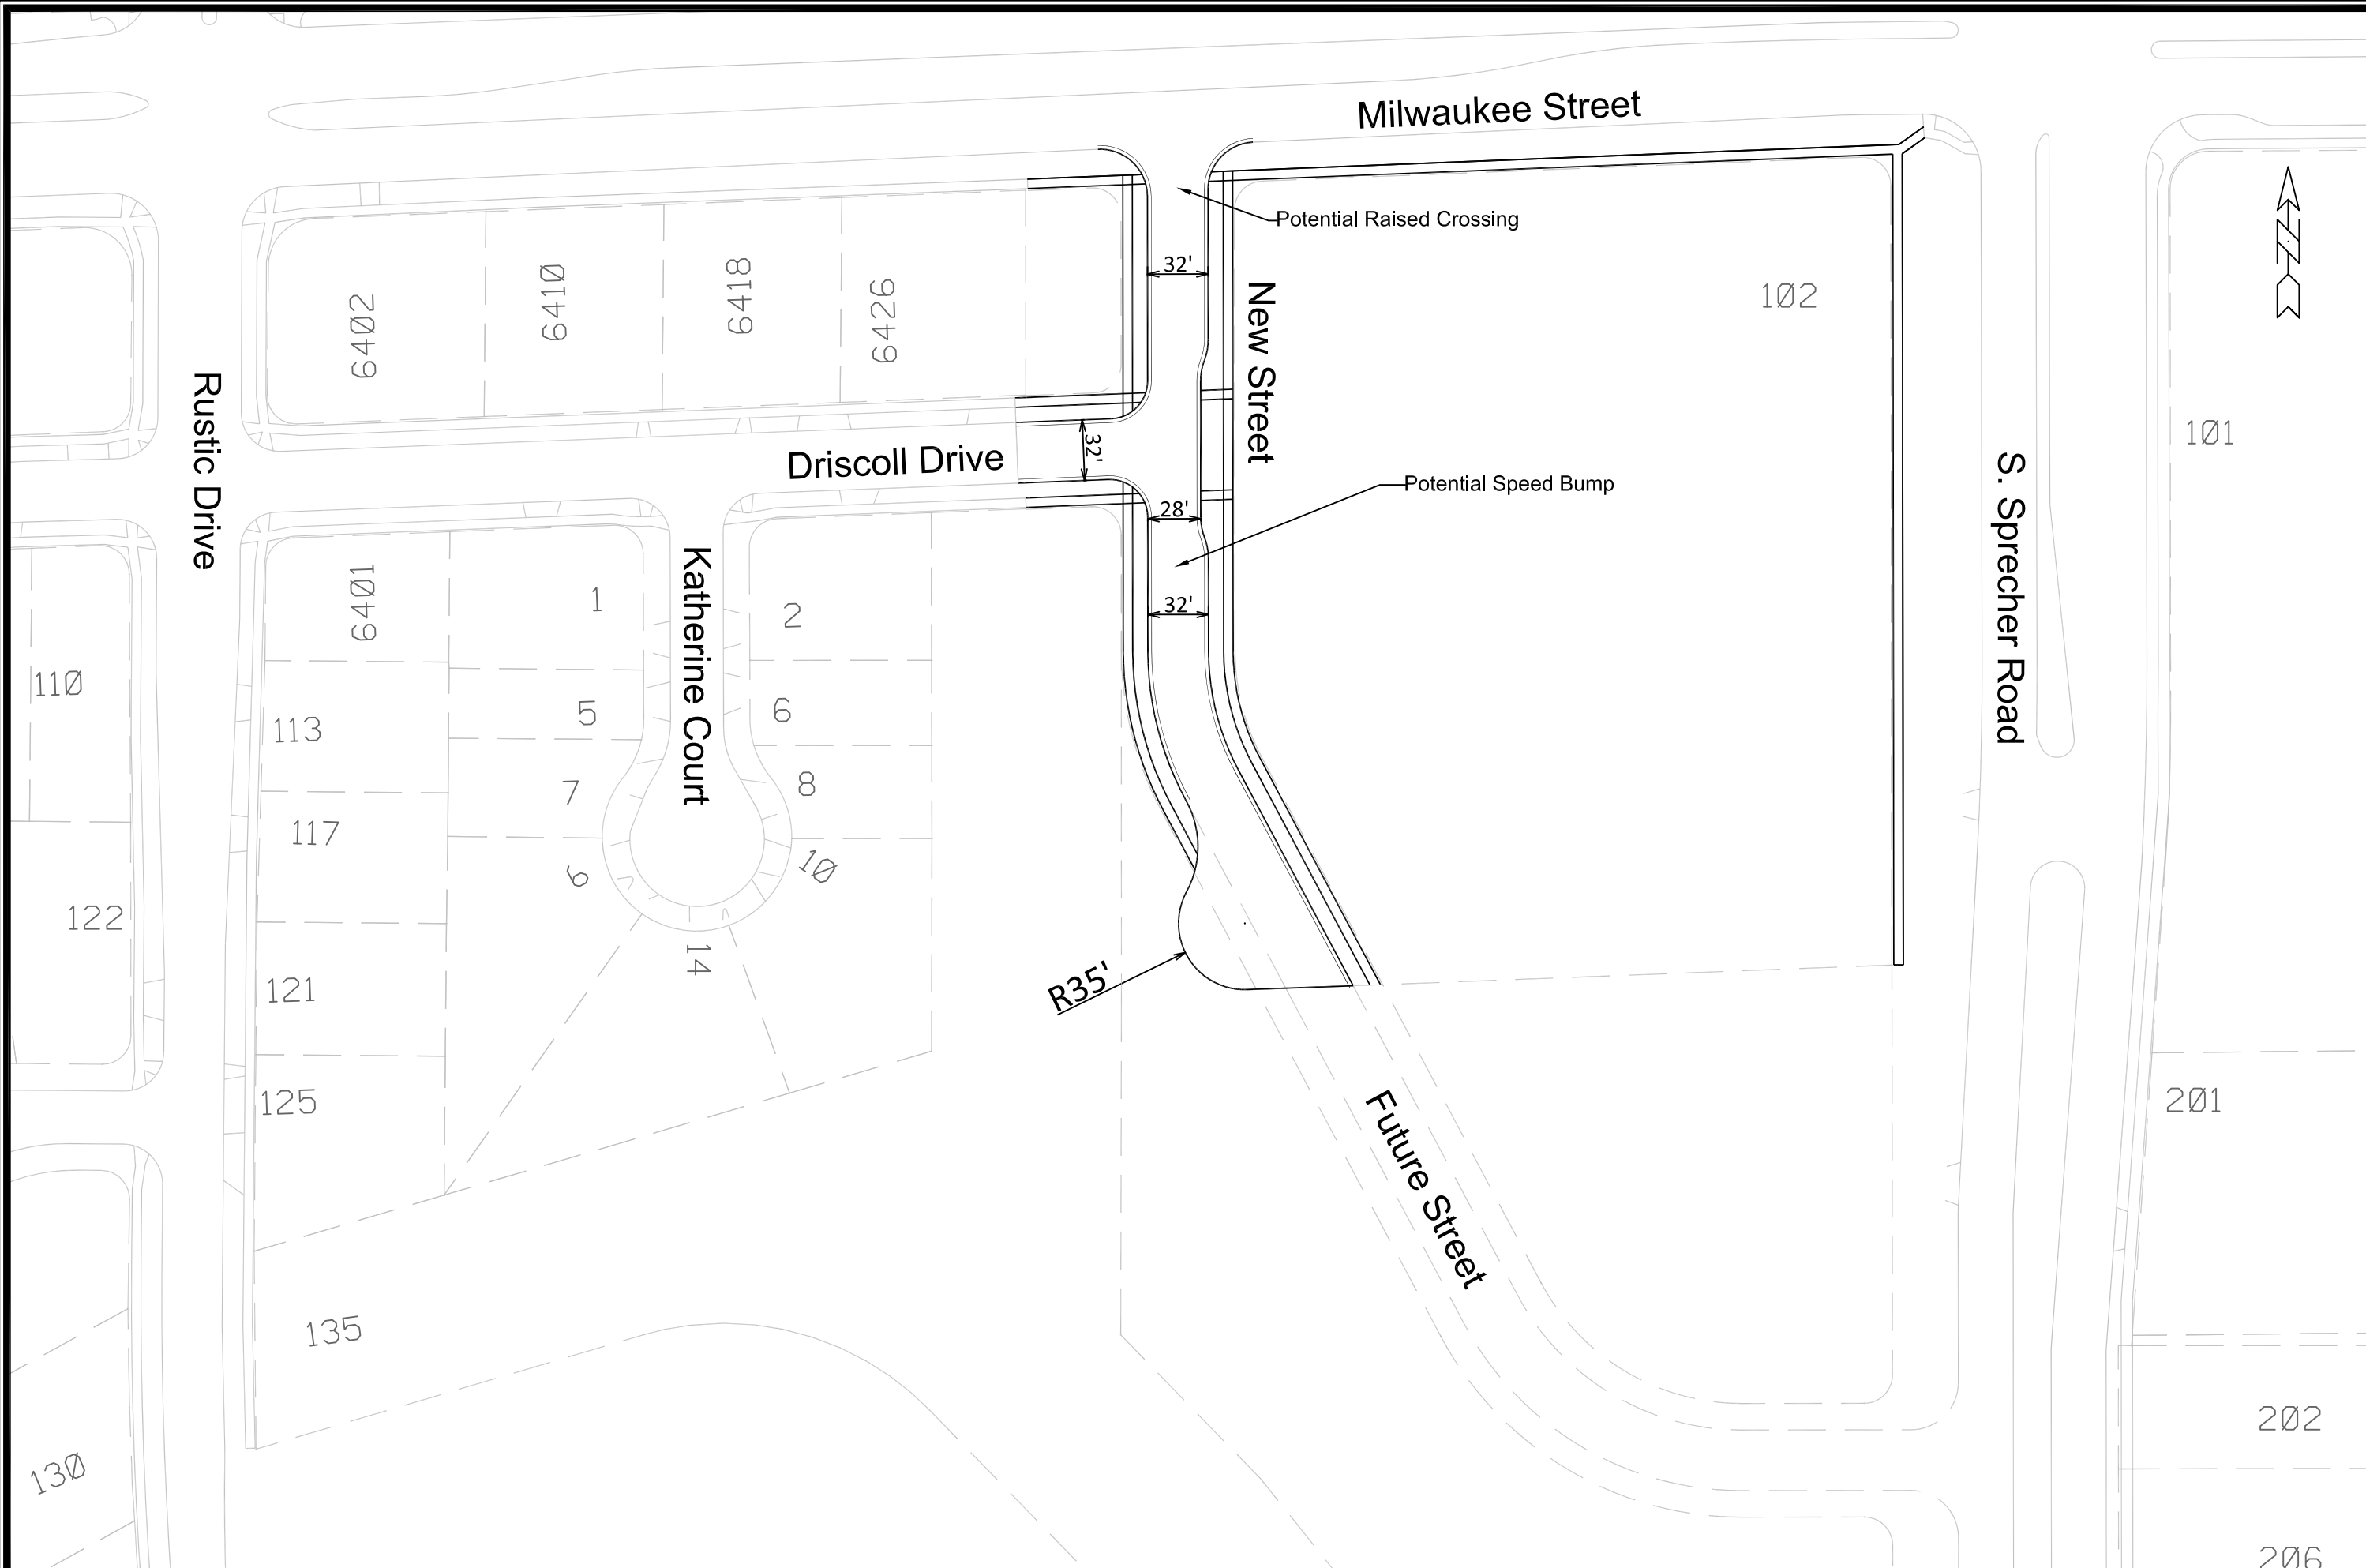 Milwaukee Street
Potential Raised Crossing
32'
New Street
102
6402
6410
6418
6426
Rustic Drive
101
Driscoll Drive
32'
S. Sprecher Road
Potential Speed Bump
28'
32'
6401
1
Katherine Court
2
110
113
5
6
7
8
117
9
10
122
14
121
R35'
125
201
Future Street
135
130
202
206
N